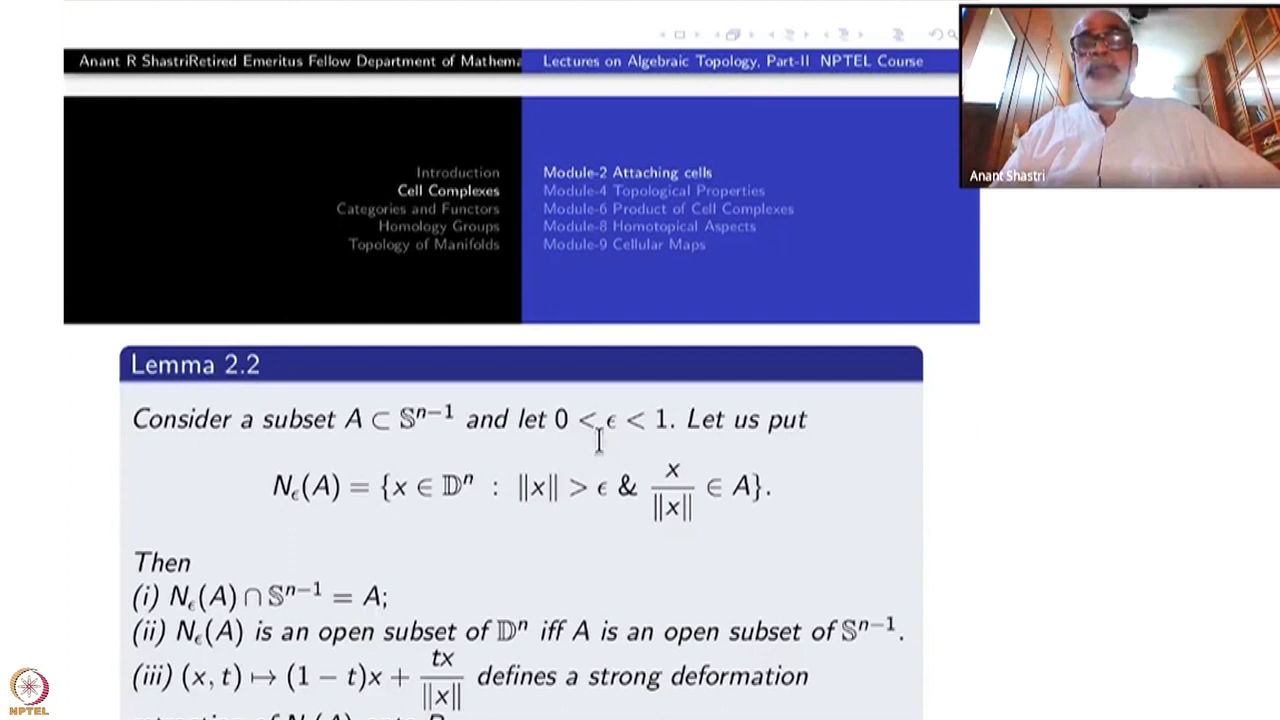 Anant R ShastriRetired Emeritus Fellow Department of Mathema
Lectures on Algebraic Topology, Part-II NPTEL Course
Introduction
Cell Complexes
Categories and Functors
Homology Groups
Topology of Manifolds
Module-2 Attaching cells
Module-4 Topological Properties
Module-6 Product of Cell Complexes
Module-8 Homotopical Aspects
Module-9 Cellular Maps
Anant Shastri
Lemma 2.2
Consider a subset A ⊂ 𝕊ⁿ⁻¹ and let 0 < ϵ < 1. Let us put
N_ϵ(A) = {x ∈ 𝔻ⁿ : ‖x‖ > ϵ & x/‖x‖ ∈ A}.
Then
(i) N_ϵ(A) ∩ 𝕊ⁿ⁻¹ = A;
(ii) N_ϵ(A) is an open subset of 𝔻ⁿ iff A is an open subset of 𝕊ⁿ⁻¹.
(iii) (x, t) ↦ (1 − t)x + tx/‖x‖ defines a strong deformation
NPTEL